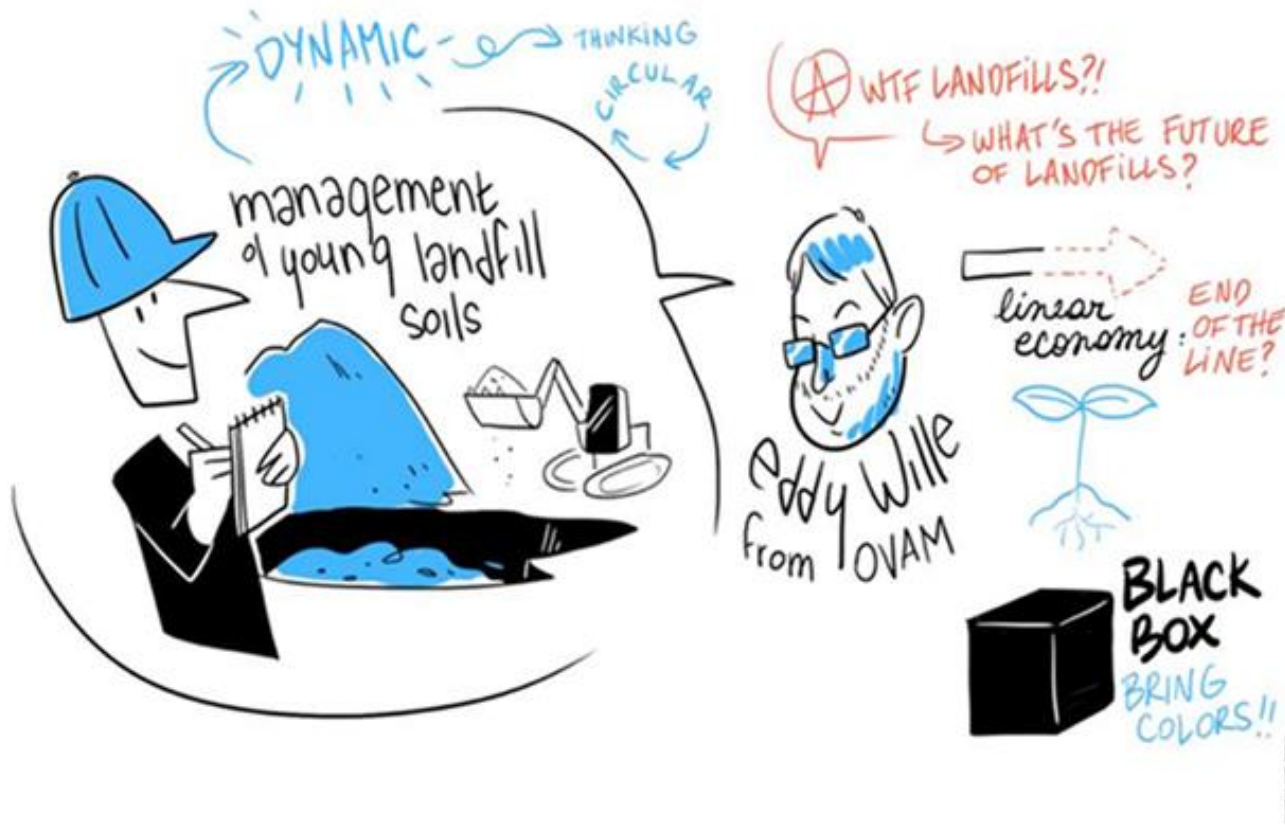 DYNAMIC
THINKING
CIRCULAR
management
of young landfill
soils
A WTF LANDFILLS?!
WHAT'S THE FUTURE
OF LANDFILLS?
linear
economy:
END
OF THE
LINE?
eddy Wille
from OVAM
BLACK
BOX
BRING
COLORS!!